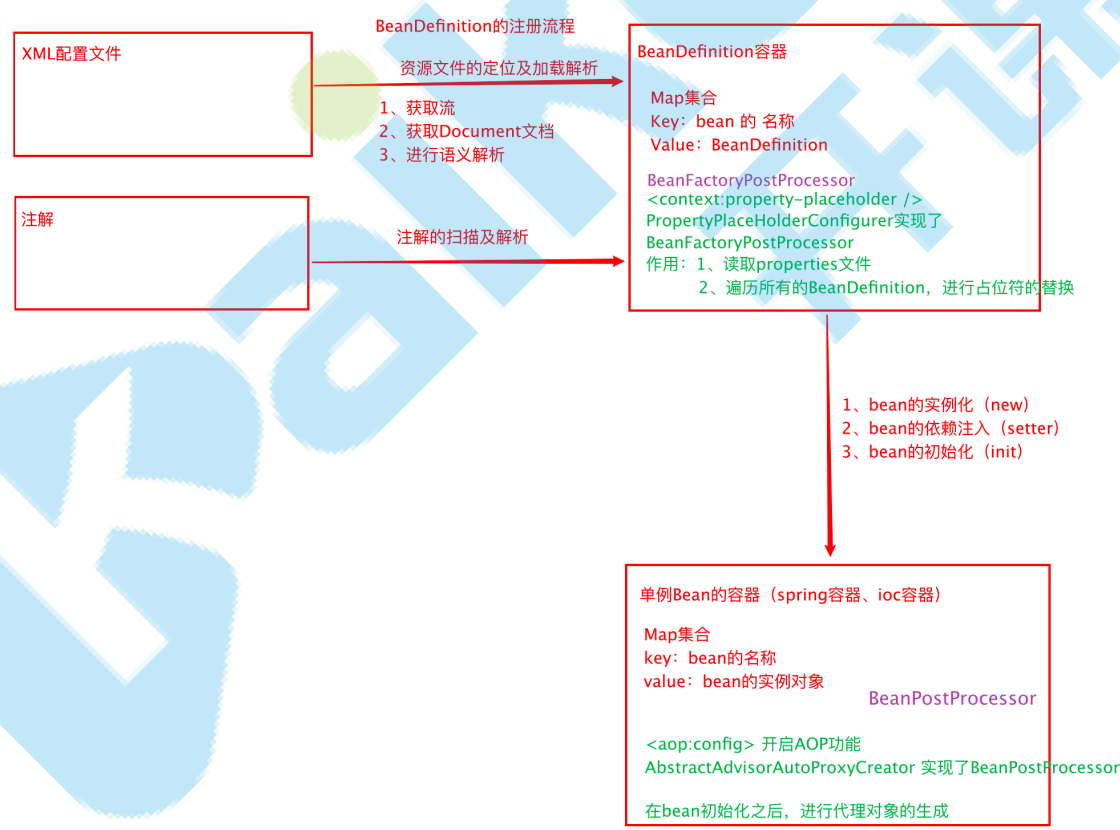 BeanDefinition的注册流程
XML配置文件
资源文件的定位及加载解析
1、获取流
2、获取Document文档
3、进行语义解析
注解
注解的扫描及解析
BeanDefinition容器
Map集合
Key：bean 的 名称
Value：BeanDefinition
BeanFactoryPostProcessor
<context:property-placeholder />
PropertyPlaceHolderConfigurer实现了
BeanFactoryPostProcessor
作用：1、读取properties文件
2、遍历所有的BeanDefinition，进行占位符的替换
1、bean的实例化（new）
2、bean的依赖注入（setter）
3、bean的初始化（init）
单例Bean的容器（spring容器、ioc容器）
Map集合
key：bean的名称
value：bean的实例对象
BeanPostProcessor
<aop:config> 开启AOP功能
AbstractAdvisorAutoProxyCreator 实现了BeanPostProcessor
在bean初始化之后，进行代理对象的生成